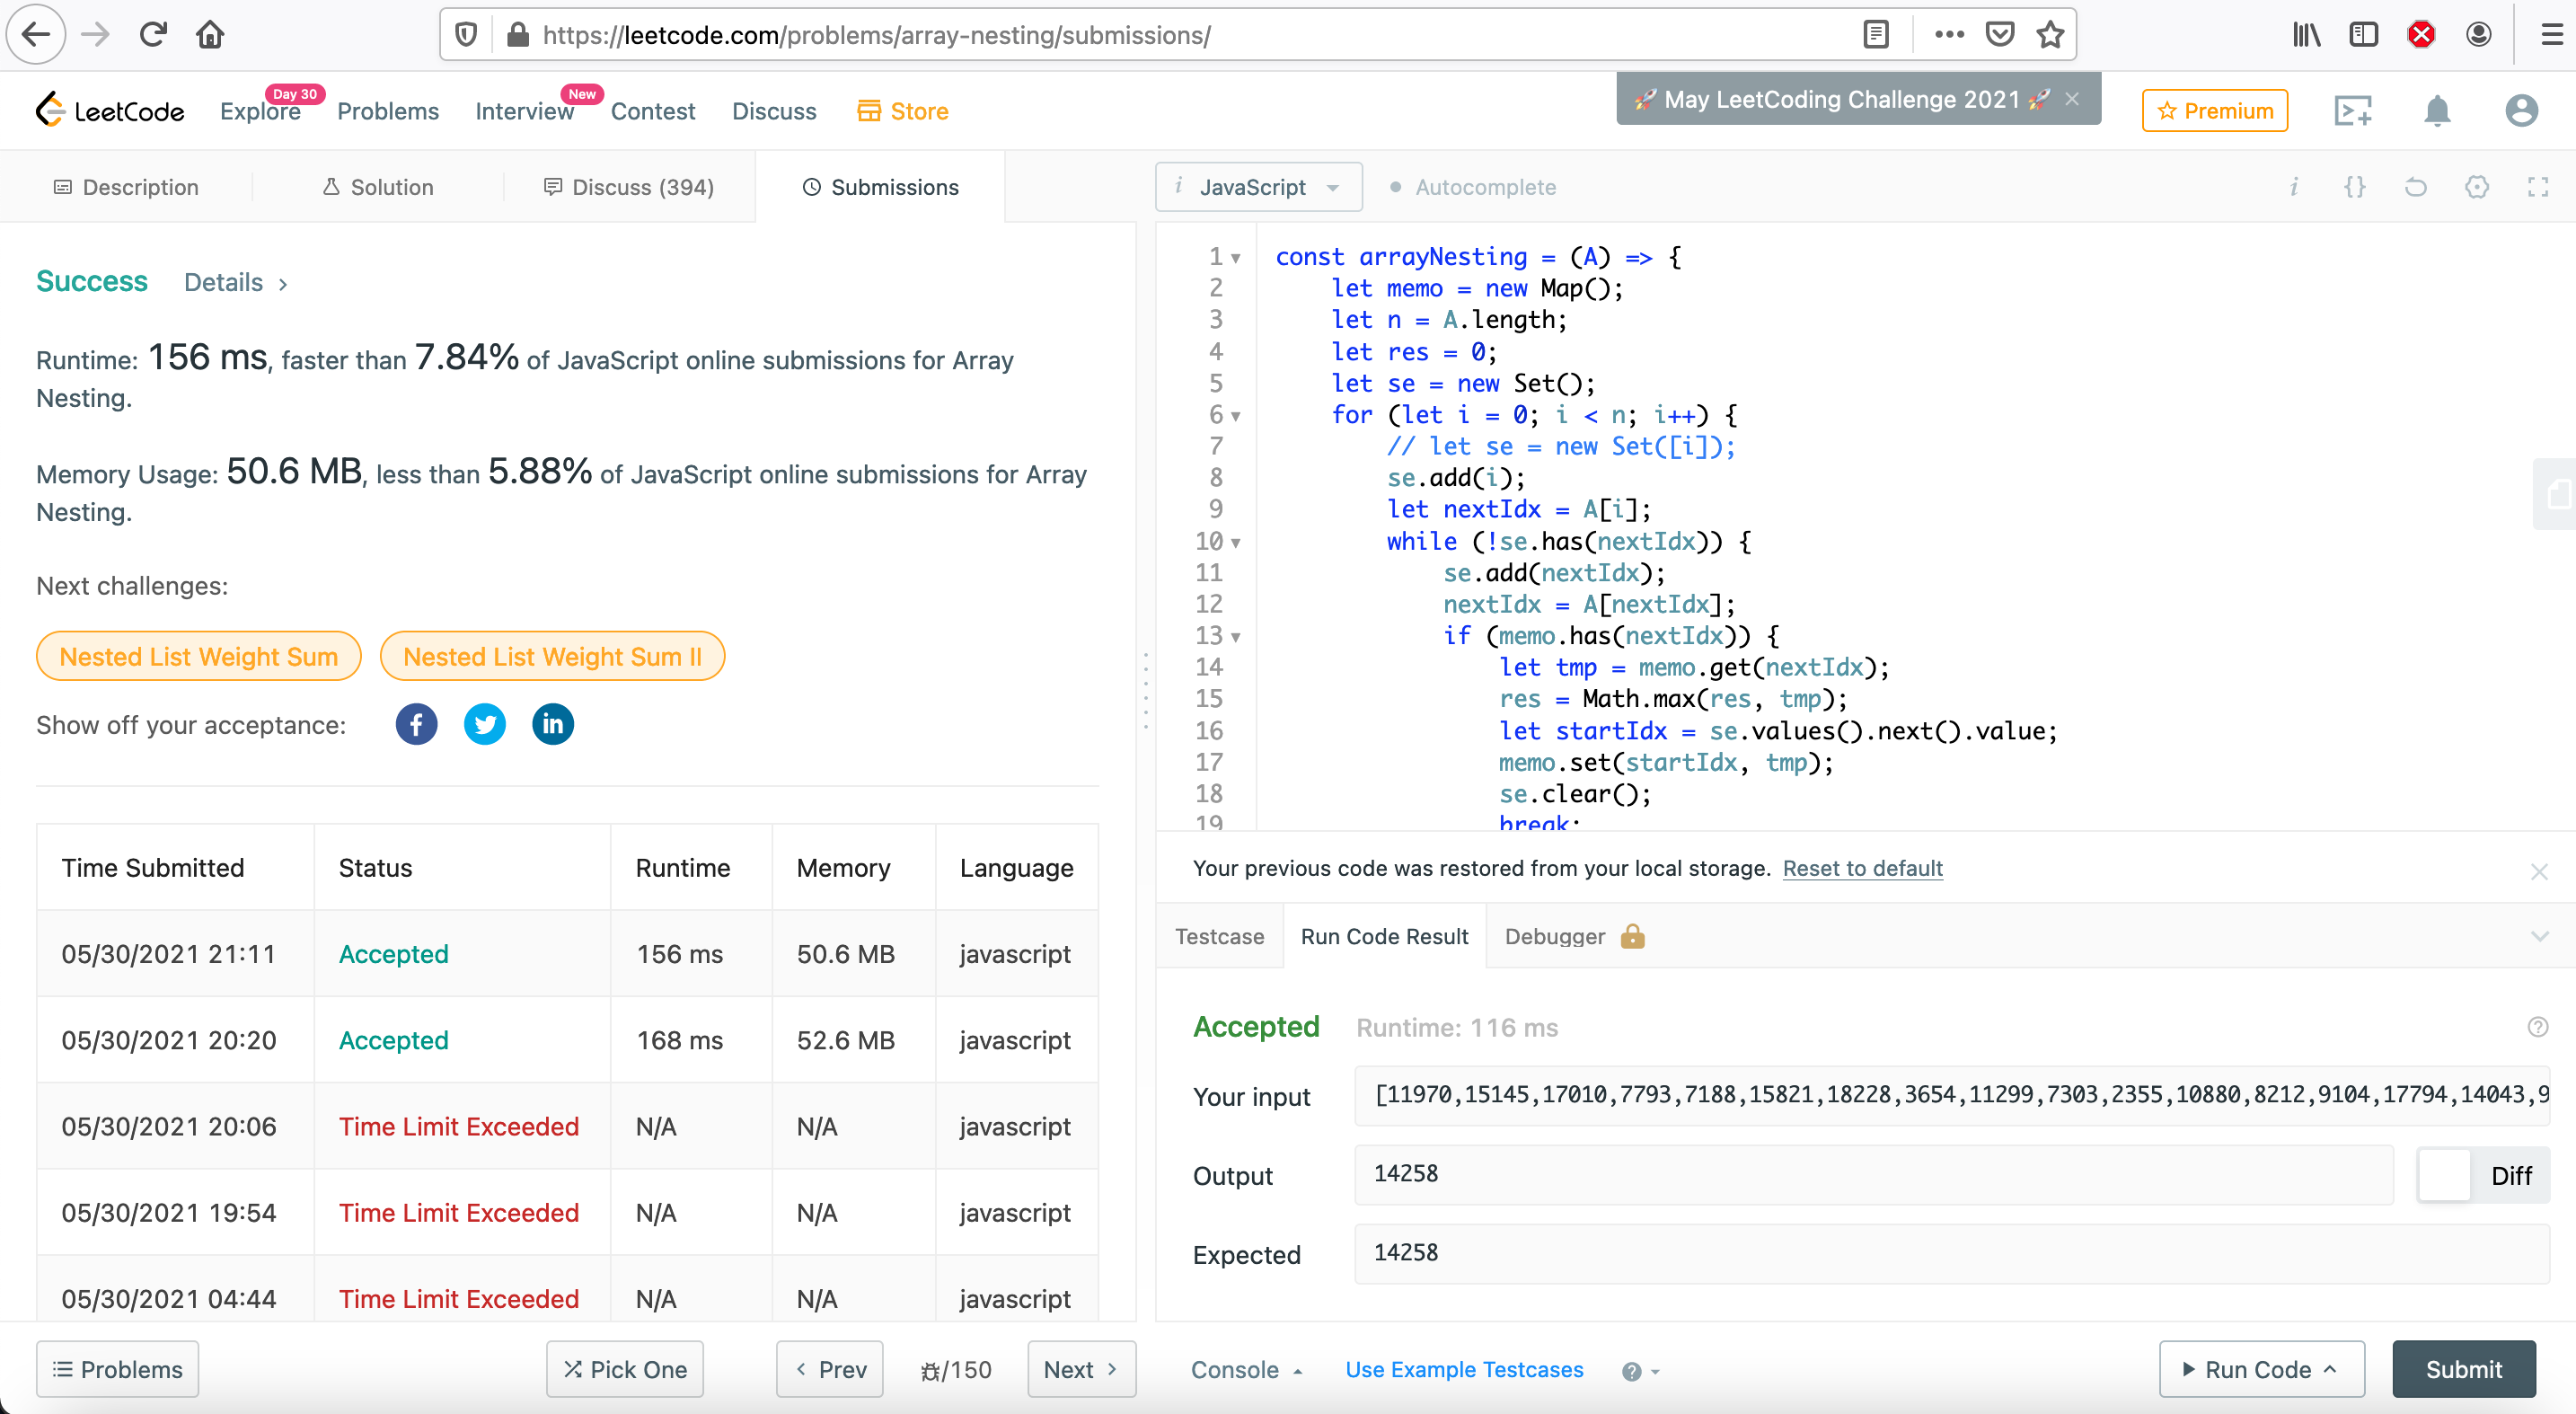 https://leetcode.com/problems/array-nesting/submissions/
LeetCode
Explore
Day 30
Problems
Interview
New
Contest
Discuss
Store
🚀 May LeetCoding Challenge 2021 🚀
Premium
Description
Solution
Discuss (394)
Submissions
Success
Details
Runtime: 156 ms, faster than 7.84% of JavaScript online submissions for Array
Nesting.
Memory Usage: 50.6 MB, less than 5.88% of JavaScript online submissions for Array
Nesting.
Next challenges:
Nested List Weight Sum
Nested List Weight Sum II
Show off your acceptance:
Time Submitted Status Runtime Memory Language
05/30/2021 21:11 Accepted 156 ms 50.6 MB javascript
05/30/2021 20:20 Accepted 168 ms 52.6 MB javascript
05/30/2021 20:06 Time Limit Exceeded N/A N/A javascript
05/30/2021 19:54 Time Limit Exceeded N/A N/A javascript
05/30/2021 04:44 Time Limit Exceeded N/A N/A javascript
Problems
Pick One
Prev
/150
Next
i JavaScript
Autocomplete
1 const arrayNesting = (A) => {
2 let memo = new Map();
3 let n = A.length;
4 let res = 0;
5 let se = new Set();
6 for (let i = 0; i < n; i++) {
7 // let se = new Set([i]);
8 se.add(i);
9 let nextIdx = A[i];
10 while (!se.has(nextIdx)) {
11 se.add(nextIdx);
12 nextIdx = A[nextIdx];
13 if (memo.has(nextIdx)) {
14 let tmp = memo.get(nextIdx);
15 res = Math.max(res, tmp);
16 let startIdx = se.values().next().value;
17 memo.set(startIdx, tmp);
18 se.clear();
19 break;
Your previous code was restored from your local storage. Reset to default
Testcase
Run Code Result
Debugger
Accepted
Runtime: 116 ms
Your input
[11970,15145,17010,7793,7188,15821,18228,3654,11299,7303,2355,10880,8212,9104,17794,14043,9
Output
14258
Diff
Expected
14258
Console
Use Example Testcases
Run Code
Submit